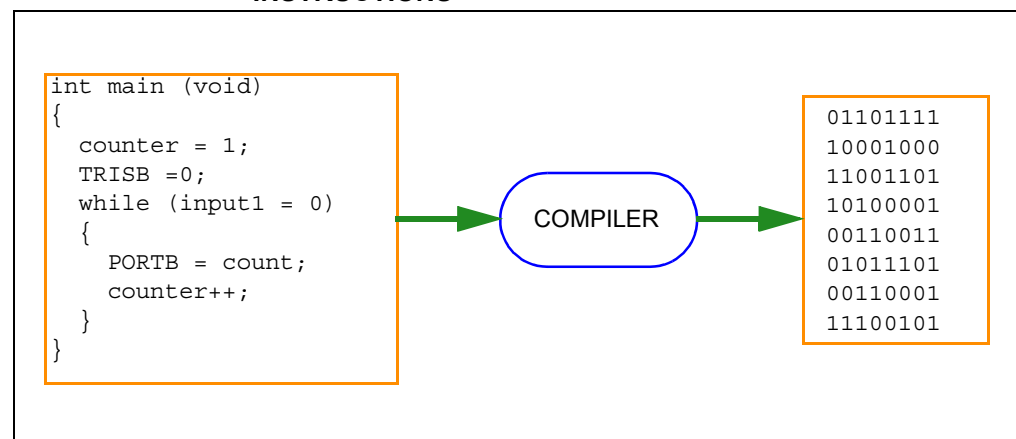 INSTRUCTIONS
int main (void)
{
counter = 1;
TRISB =0;
while (input1 = 0)
{
PORTB = count;
counter++;
}
}
COMPILER
01101111
10001000
11001101
10100001
00110011
01011101
00110001
11100101